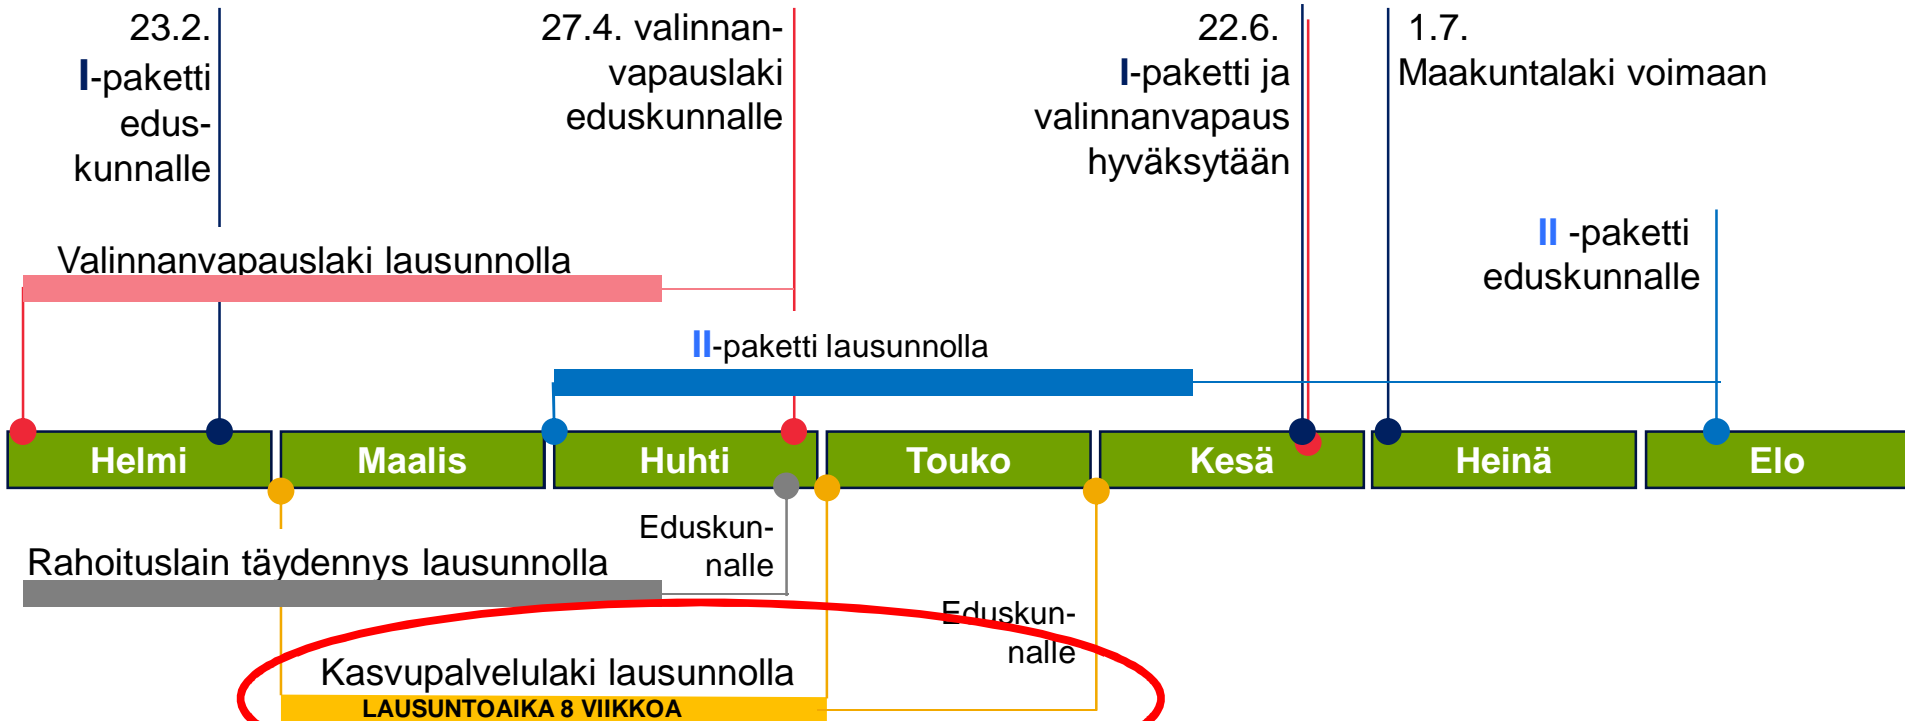 23.2.
I-paketti
edus-
kunnalle
27.4. valinnan-
vapauslaki
eduskunnalle
22.6.
I-paketti ja
valinnanvapaus
hyväksytään
1.7.
Maakuntalaki voimaan
II -paketti
eduskunnalle
Valinnanvapauslaki lausunnolla
II-paketti lausunnolla
Helmi
Maalis
Huhti
Touko
Kesä
Heinä
Elo
Eduskun-
nalle
Rahoituslain täydennys lausunnolla
Eduskun-
nalle
Kasvupalvelulaki lausunnolla
LAUSUNTOAIKA 8 VIIKKOA